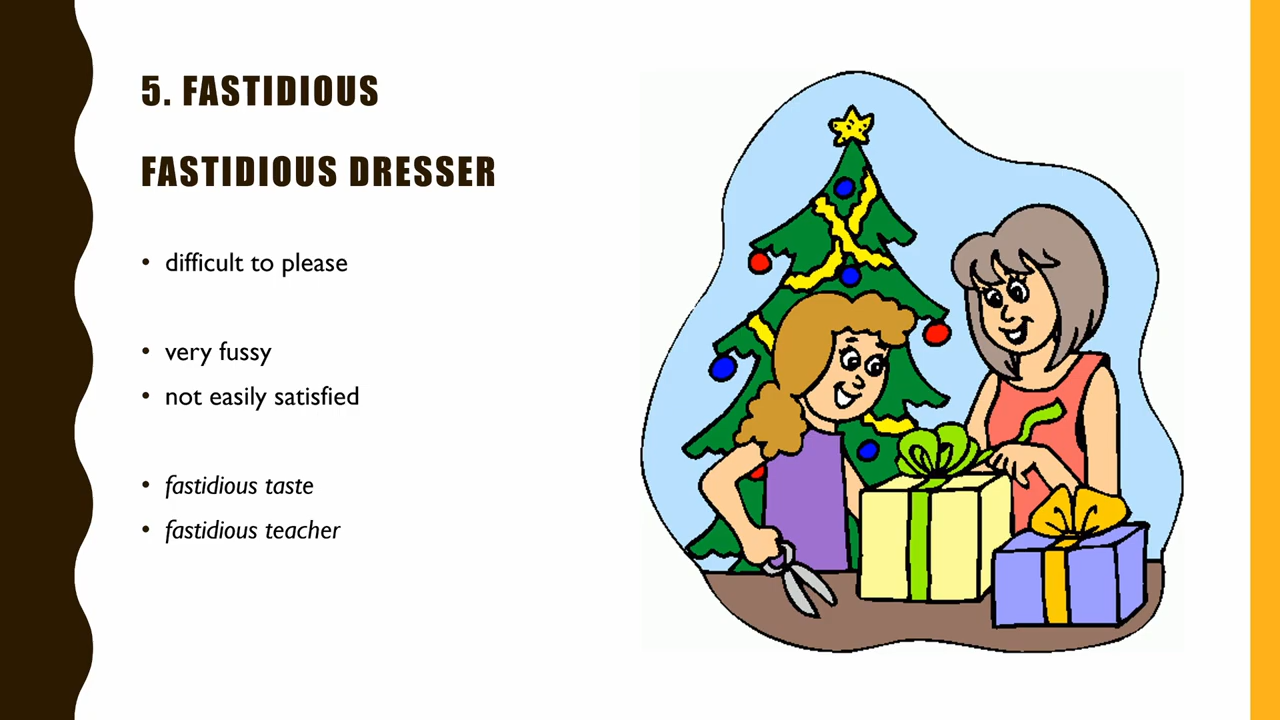 5. FASTIDIOUS
FASTIDIOUS DRESSER
• difficult to please
• very fussy
• not easily satisfied
• fastidious taste
• fastidious teacher